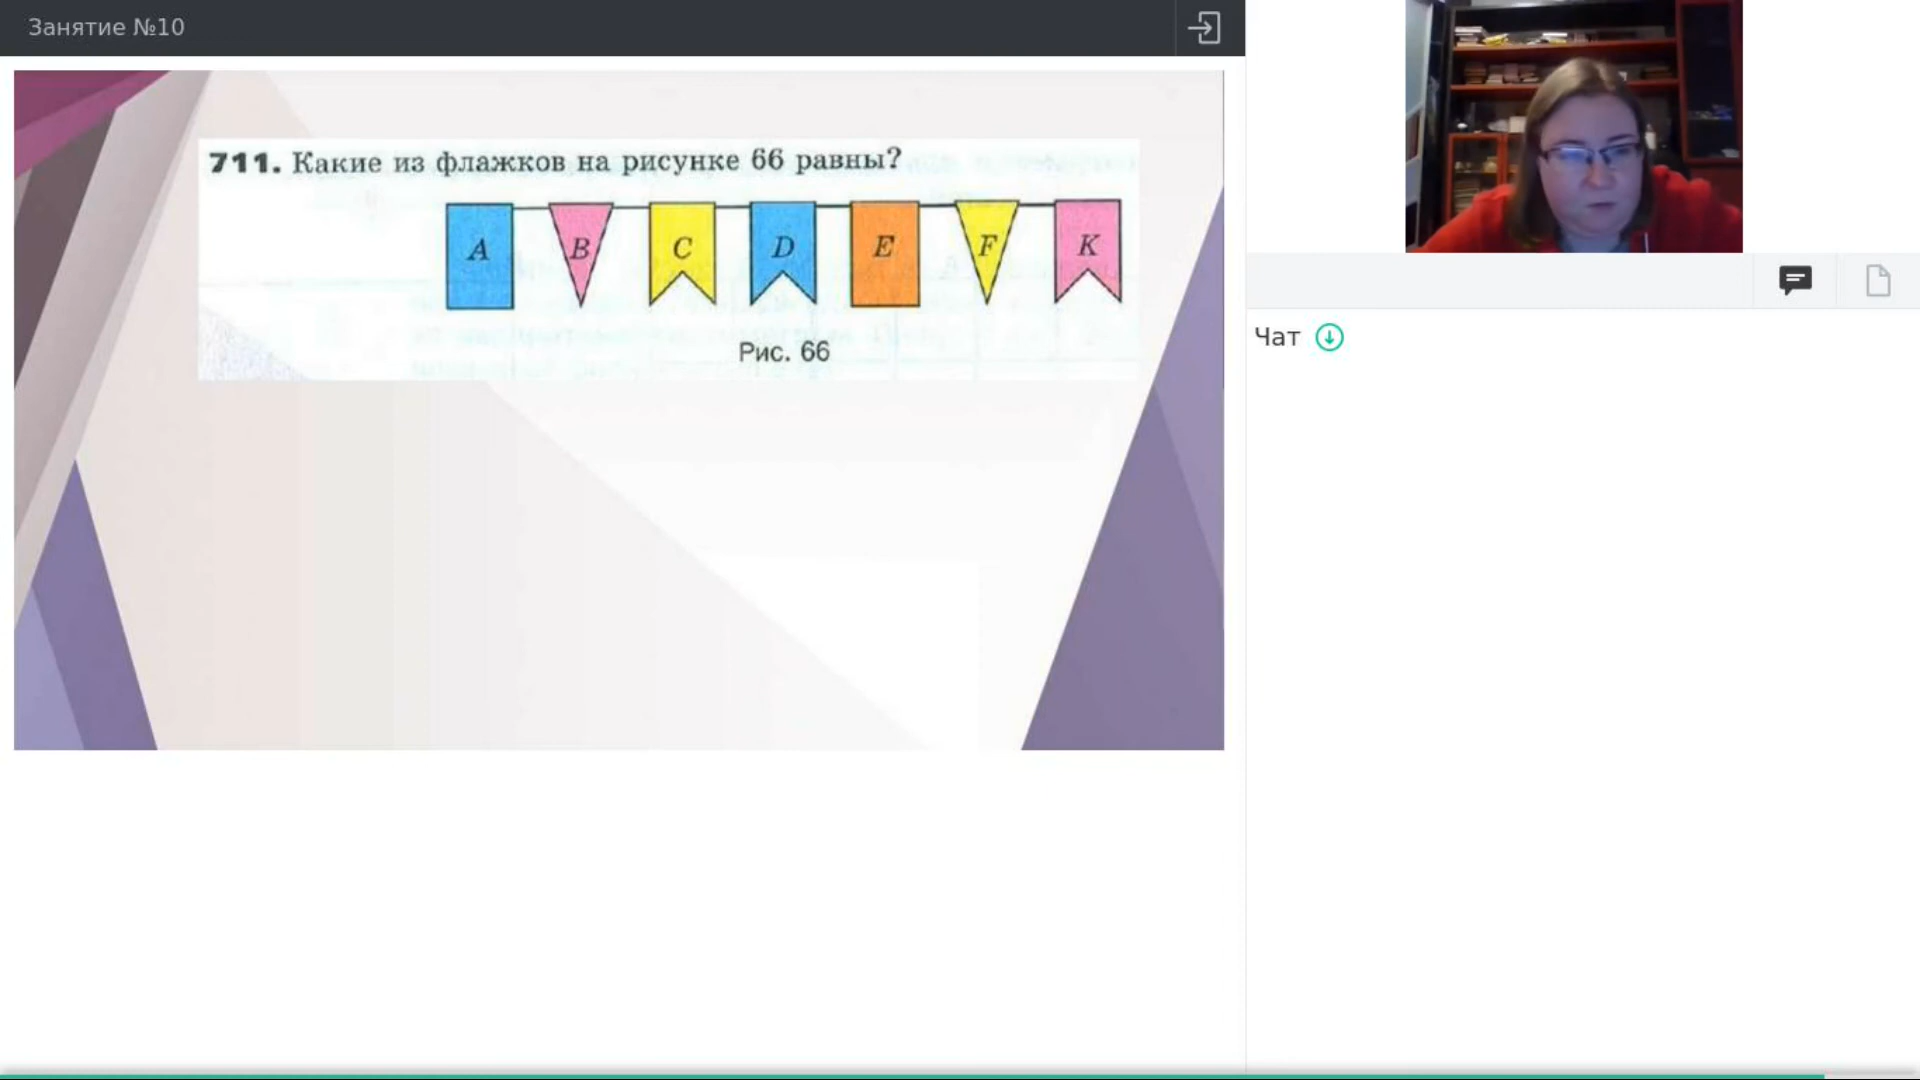 Занятие №10
711. Какие из флажков на рисунке 66 равны?
A B C D E F K
Рис. 66
Чат